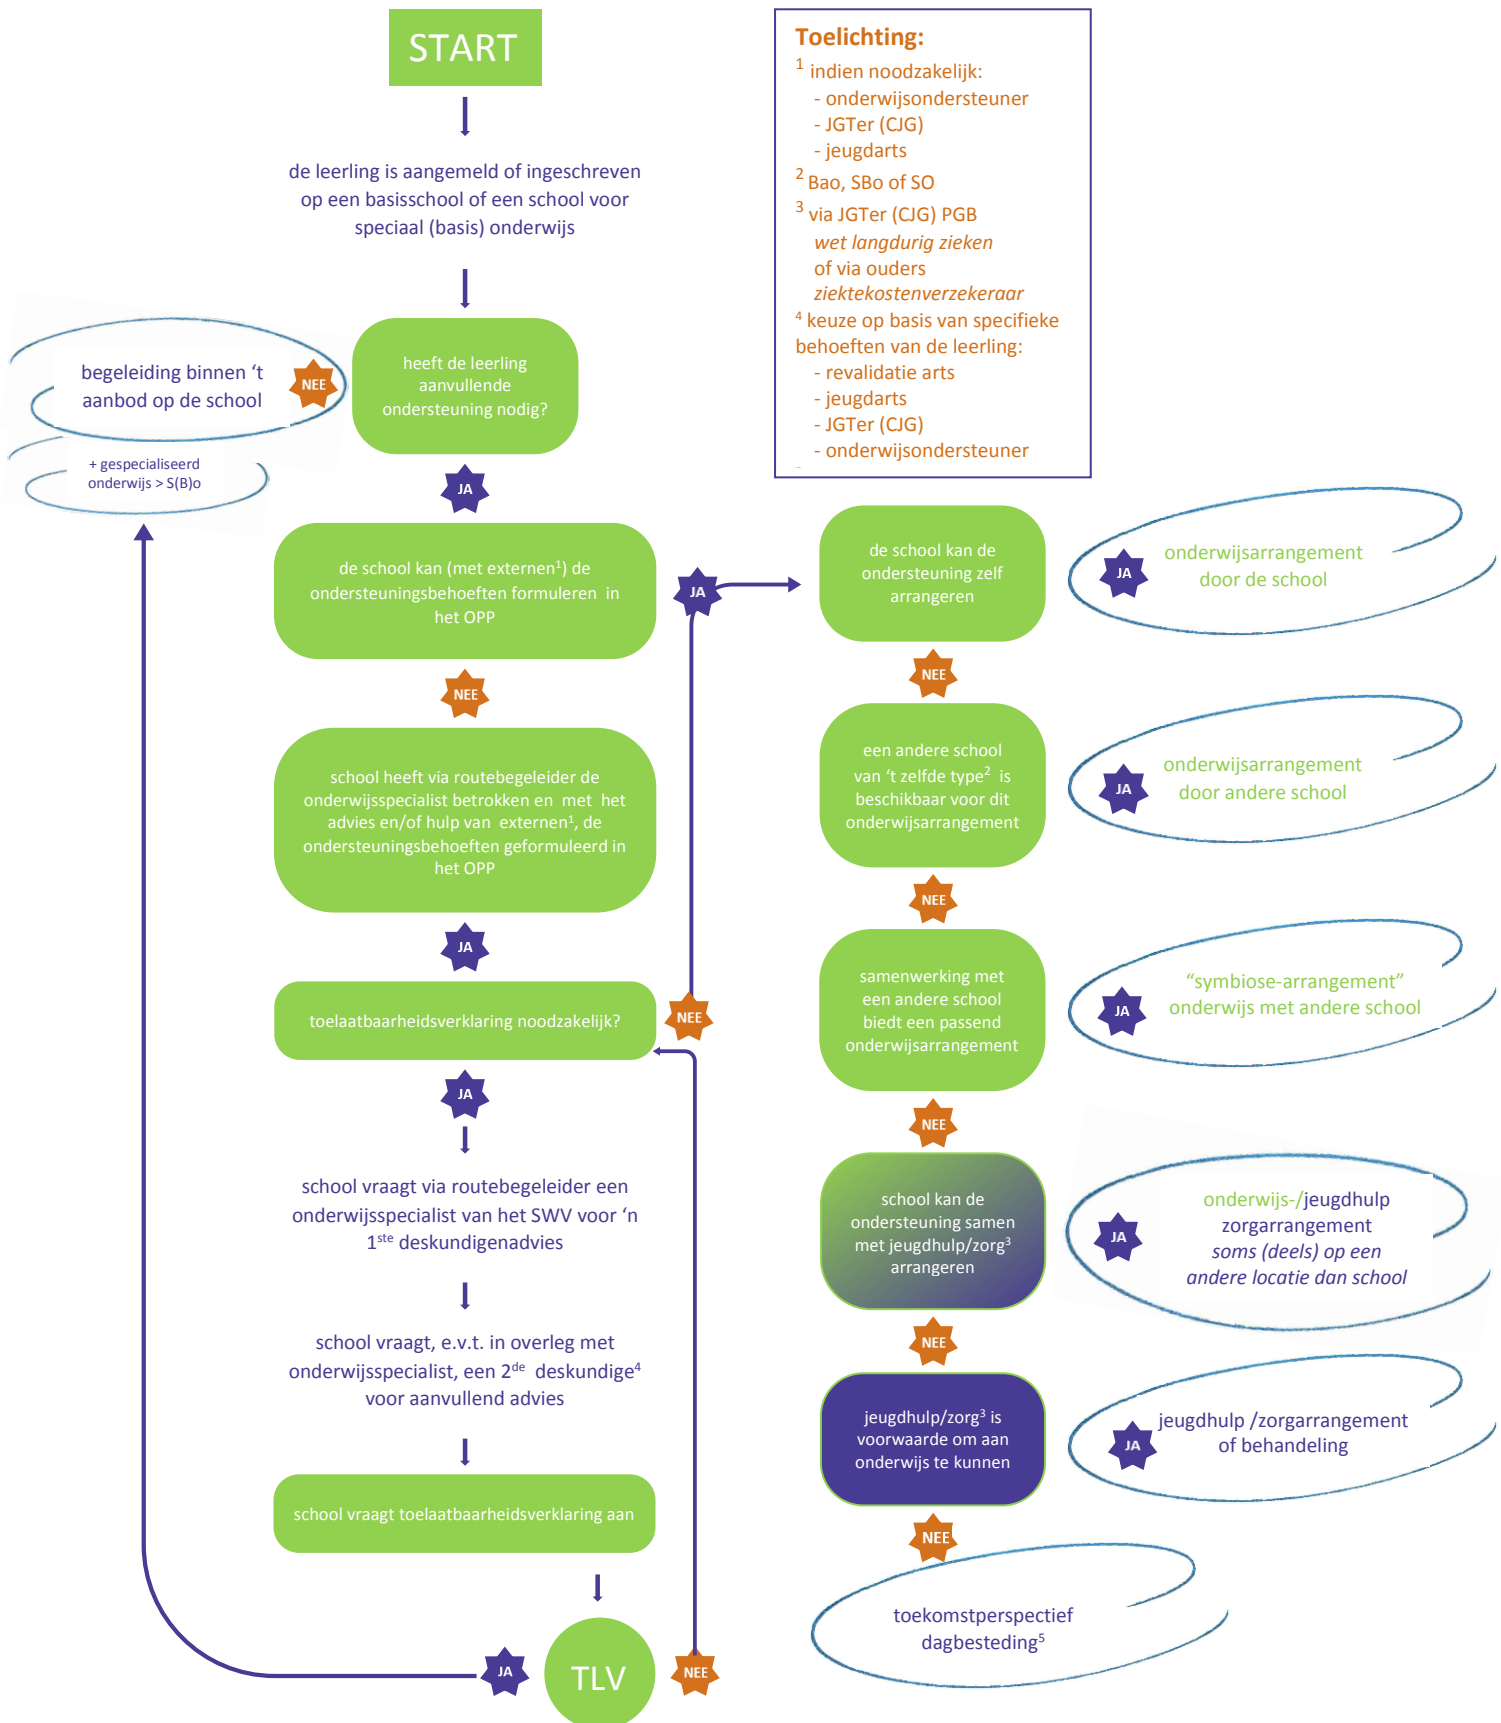 START
de leerling is aangemeld of ingeschreven
op een basisschool of een school voor
speciaal (basis) onderwijs
heeft de leerling
aanvullende
ondersteuning nodig?
NEE
begeleiding binnen ‘t
aanbod op de school
+ gespecialiseerd
onderwijs > S(B)o
JA
de school kan (met externen¹) de
ondersteuningsbehoeften formuleren in
het OPP
JA
NEE
school heeft via routebegeleider de
onderwijsspecialist betrokken en met het
advies en/of hulp van externen¹, de
ondersteuningsbehoeften geformuleerd in
het OPP
JA
toelaatbaarheidsverklaring noodzakelijk?
NEE
JA
school vraagt via routebegeleider een
onderwijsspecialist van het SWV voor ‘n
1ste deskundigenadvies
school vraagt, e.v.t. in overleg met
onderwijsspecialist, een 2de deskundige⁴
voor aanvullend advies
school vraagt toelaatbaarheidsverklaring aan
JA
TLV
NEE
Toelichting:
¹ indien noodzakelijk:
- onderwijsondersteuner
- JGTer (CJG)
- jeugdarts
² Bao, SBo of SO
³ via JGTer (CJG) PGB
wet langdurig zieken
of via ouders
ziektekostenverzekeraar
⁴ keuze op basis van specifieke
behoeften van de leerling:
- revalidatie arts
- jeugdarts
- JGTer (CJG)
- onderwijsondersteuner
de school kan de
ondersteuning zelf
arrangeren
JA
onderwijsarrangement
door de school
NEE
een andere school
van ‘t zelfde type² is
beschikbaar voor dit
onderwijsarrangement
JA
onderwijsarrangement
door andere school
NEE
samenwerking met
een andere school
biedt een passend
onderwijsarrangement
JA
“symbiose-arrangement”
onderwijs met andere school
NEE
school kan de
ondersteuning samen
met jeugdhulp/zorg³
arrangeren
JA
onderwijs-/jeugdhulp
zorgarrangement
soms (deels) op een
andere locatie dan school
NEE
jeugdhulp/zorg³ is
voorwaarde om aan
onderwijs te kunnen
JA
jeugdhulp /zorgarrangement
of behandeling
NEE
toekomstperspectief
dagbesteding⁵